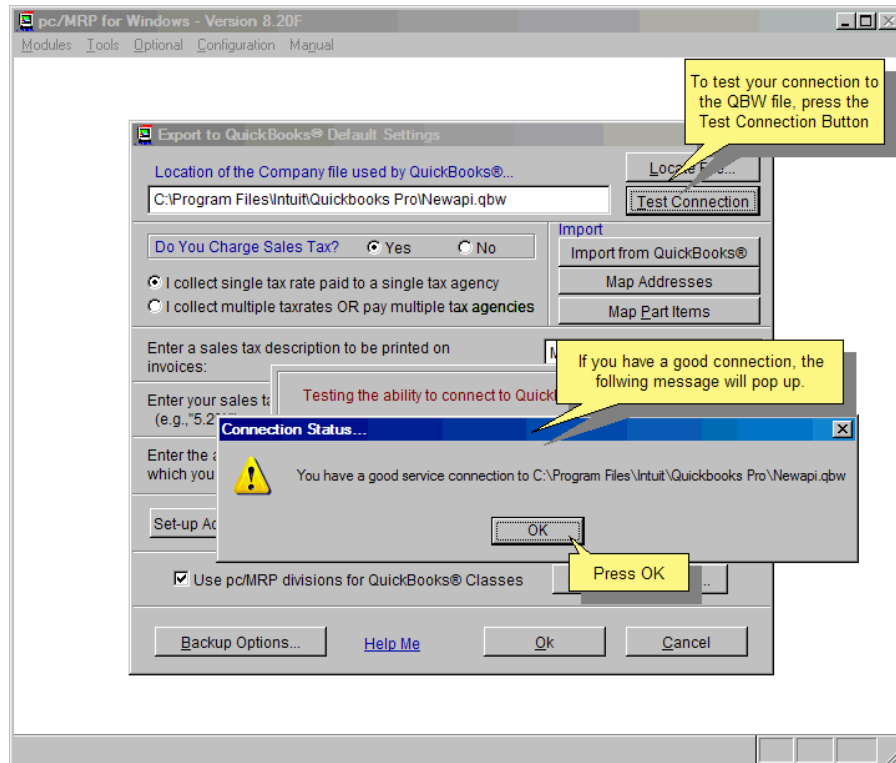 pc/MRP for Windows - Version 8.20F
Modules Tools Optional Configuration Manual
To test your connection to
the QBW file, press the
Test Connection Button
Export to QuickBooks® Default Settings
Location of the Company file used by QuickBooks®...
Locate File...
C:\Program Files\Intuit\Quickbooks Pro\Newapi.qbw
Test Connection
Do You Charge Sales Tax? Yes No
Import
Import from QuickBooks®
I collect single tax rate paid to a single tax agency
Map Addresses
I collect multiple taxrates OR pay multiple tax agencies
Map Part Items
Enter a sales tax description to be printed on
invoices:
If you have a good connection, the
follwing message will pop up.
Testing the ability to connect to
Enter your sales
(e.g.,"5.2
Connection Status...
Enter the
which you
You have a good service connection to C:\Program Files\Intuit\Quickbooks Pro\Newapi.qbw
OK
Set-up
Press OK
Use pc/MRP divisions for QuickBooks® Classes
Backup Options...
Help Me
Ok
Cancel